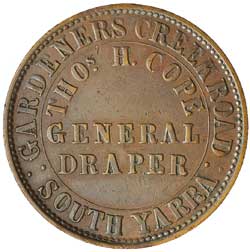 GARDENERS CREEK ROAD
THOS H. COPE
GENERAL
DRAPER
· SOUTH YARRA ·